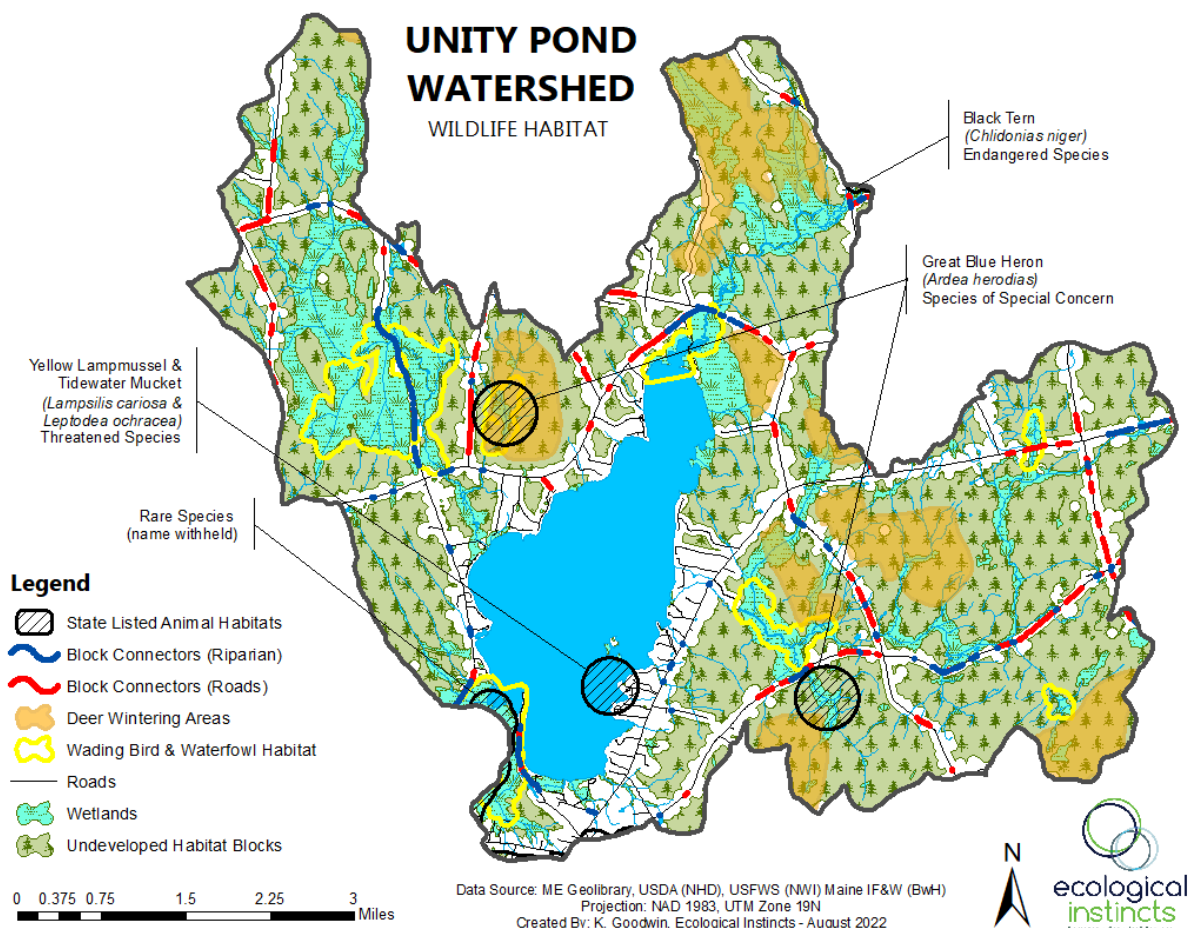 UNITY POND
WATERSHED
WILDLIFE HABITAT
Black Tern
(Chlidonias niger)
Endangered Species
Great Blue Heron
(Ardea herodias)
Species of Special Concern
Yellow Lampmussel &
Tidewater Mucket
(Lampsilis cariosa &
Leptodea ochracea)
Threatened Species
Rare Species
(name withheld)
Legend
State Listed Animal Habitats
Block Connectors (Riparian)
Block Connectors (Roads)
Deer Wintering Areas
Wading Bird & Waterfowl Habitat
Roads
Wetlands
Undeveloped Habitat Blocks
0 0.375 0.75 1.5 2.25 3
Miles
Data Source: ME Geolibrary, USDA (NHD), USFWS (NWI) Maine IF&W (BwH)
Projection: NAD 1983, UTM Zone 19N
Created By: K. Goodwin, Ecological Instincts - August 2022
N
ecological
instincts